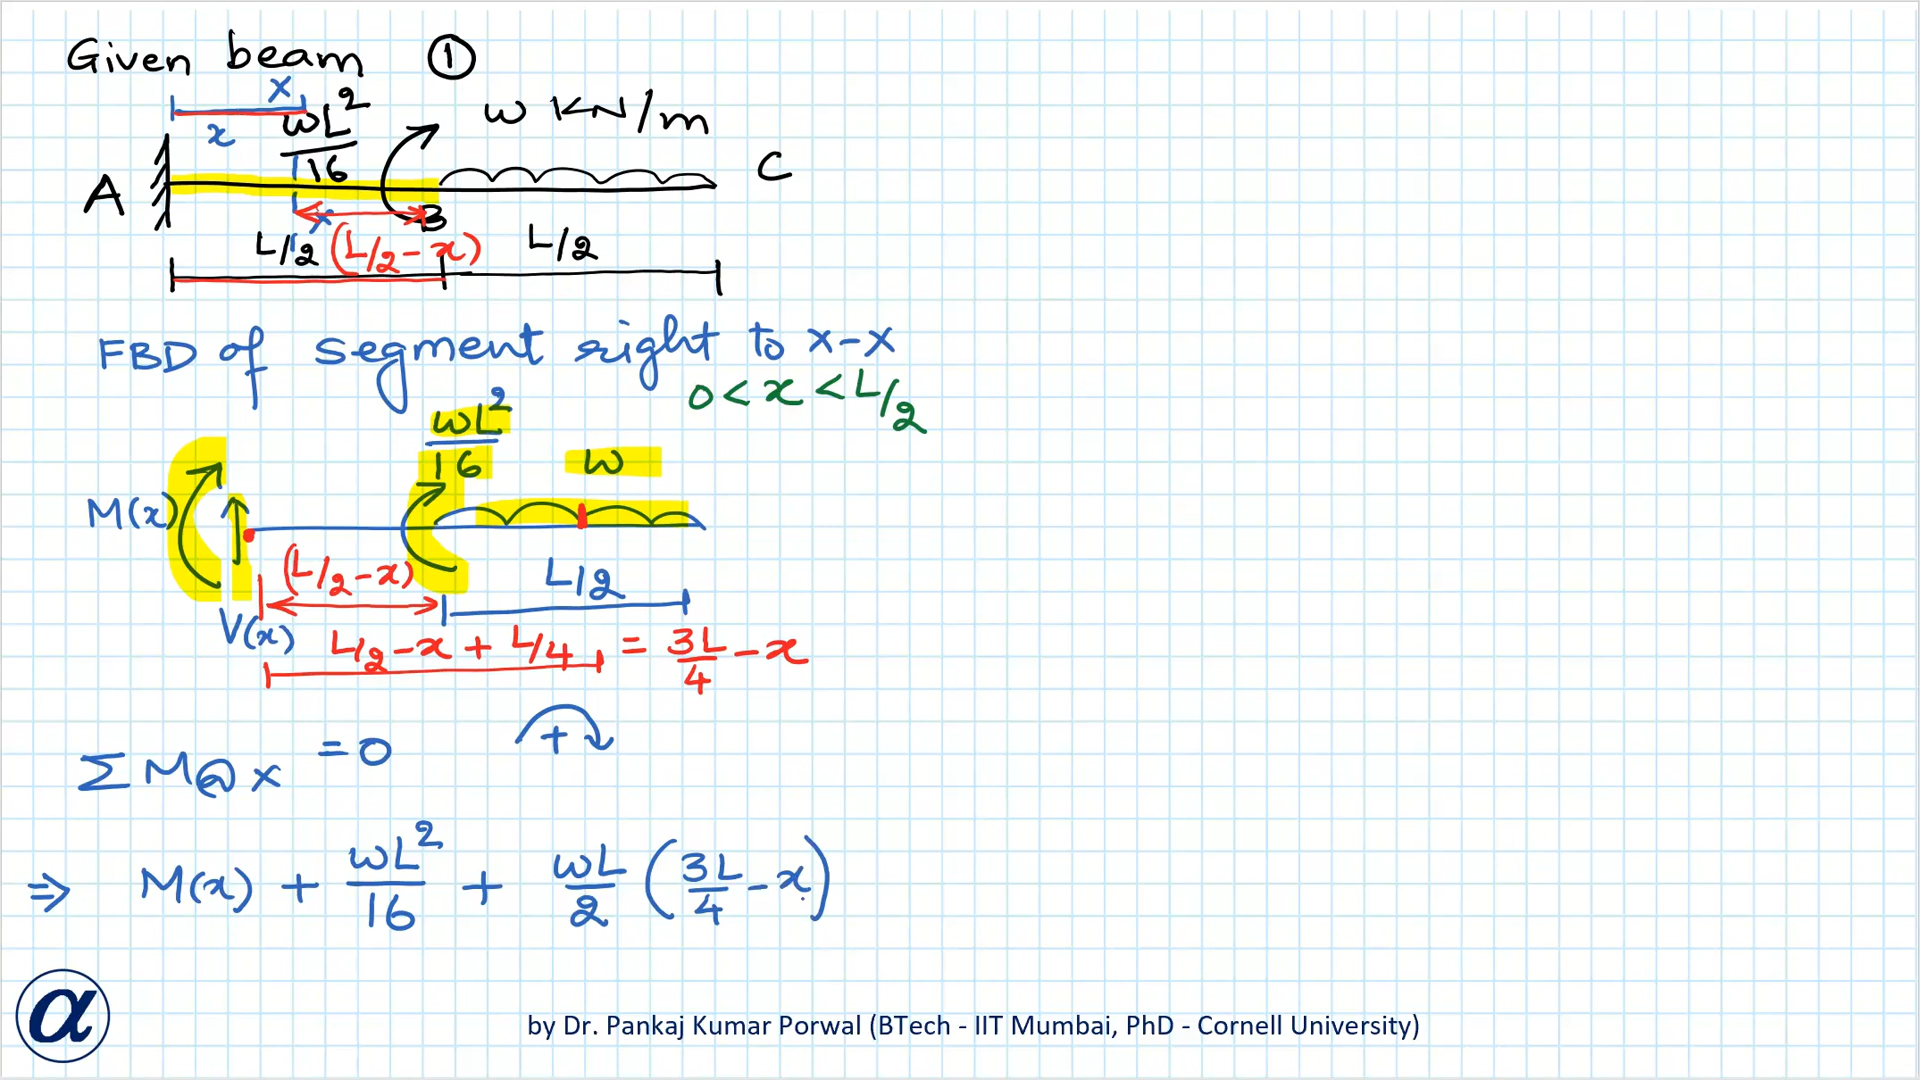 Given beam ①
x
x
wL²/16
w KN/m
A
B
C
x
L/2 (L/2 - x) L/2
FBD of segment right to x-x
0 < x < L/2
wL²/16
w
M(x)
(L/2 - x)
L/2
V(x)
L/2 - x + L/4 = 3L/4 - x
ΣM@x = 0
+
⇒ M(x) + wL²/16 + wL/2 (3L/4 - x)
α
by Dr. Pankaj Kumar Porwal (BTech - IIT Mumbai, PhD - Cornell University)